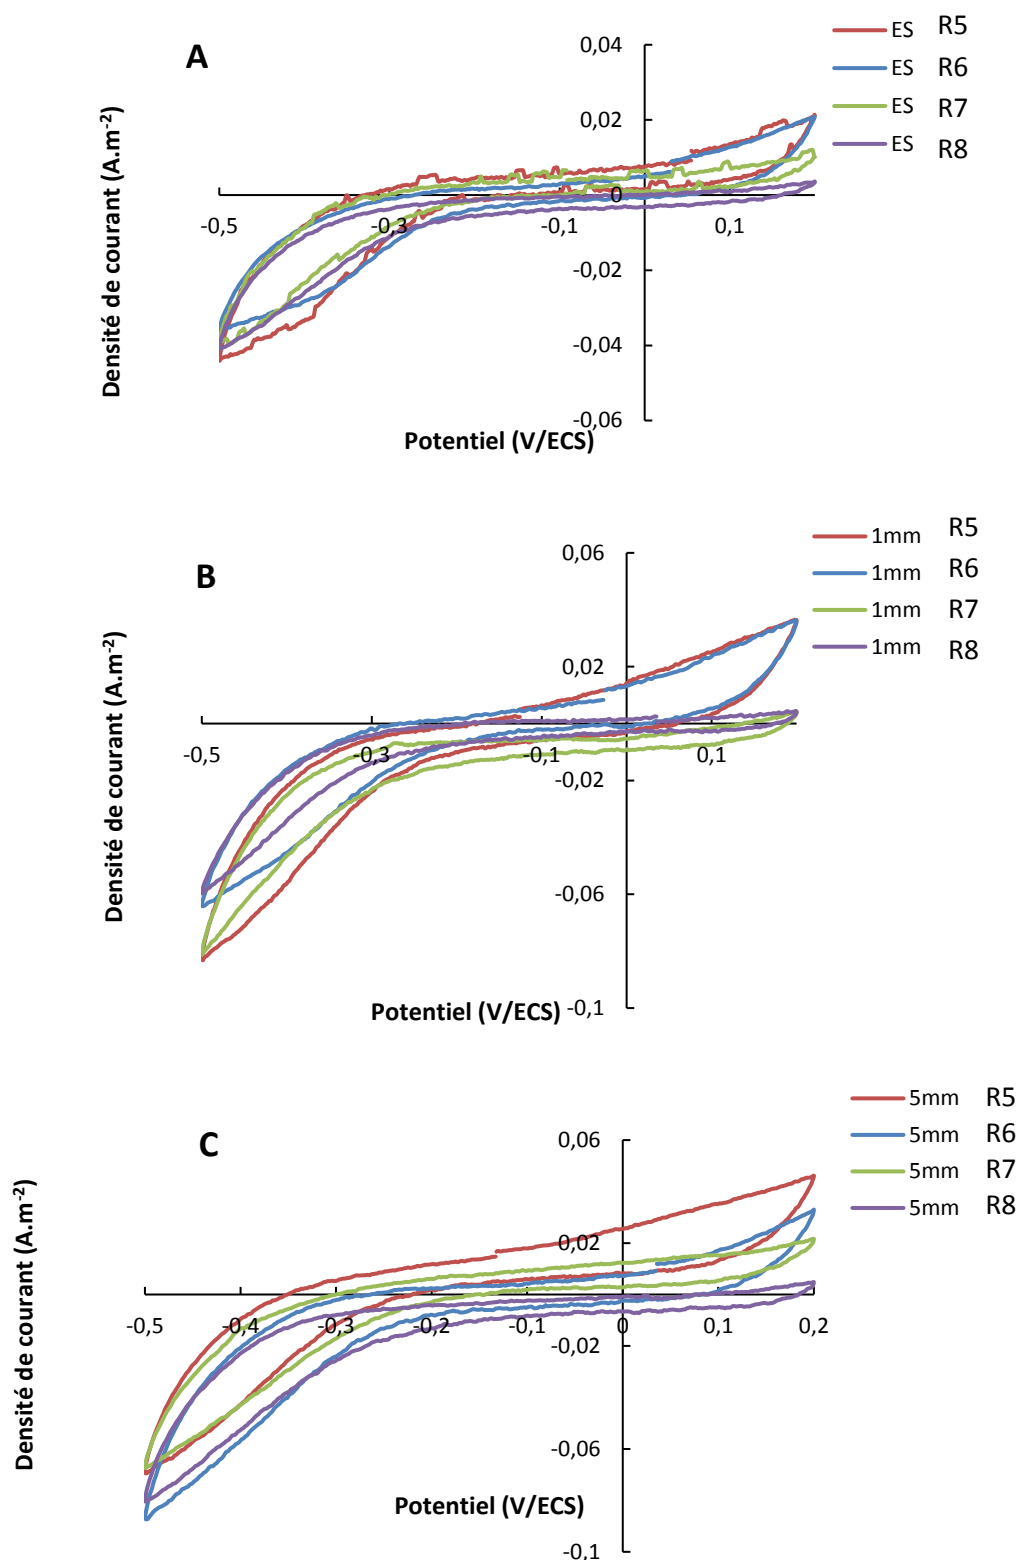 A
ES R5
ES R6
ES R7
ES R8
0,04
0,02
0
-0,02
-0,04
-0,06
-0,5
-0,3
-0,1
0,1
Densité de courant (A.m-2)
Potentiel (V/ECS)
B
1mm R5
1mm R6
1mm R7
1mm R8
0,06
0,02
-0,02
-0,06
-0,1
-0,5
-0,3
-0,1
0,1
Densité de courant (A.m-2)
Potentiel (V/ECS)
C
5mm R5
5mm R6
5mm R7
5mm R8
0,06
0,02
-0,02
-0,06
-0,1
-0,5
-0,4
-0,3
-0,2
-0,1
0
0,1
0,2
Densité de courant (A.m-2)
Potentiel (V/ECS)